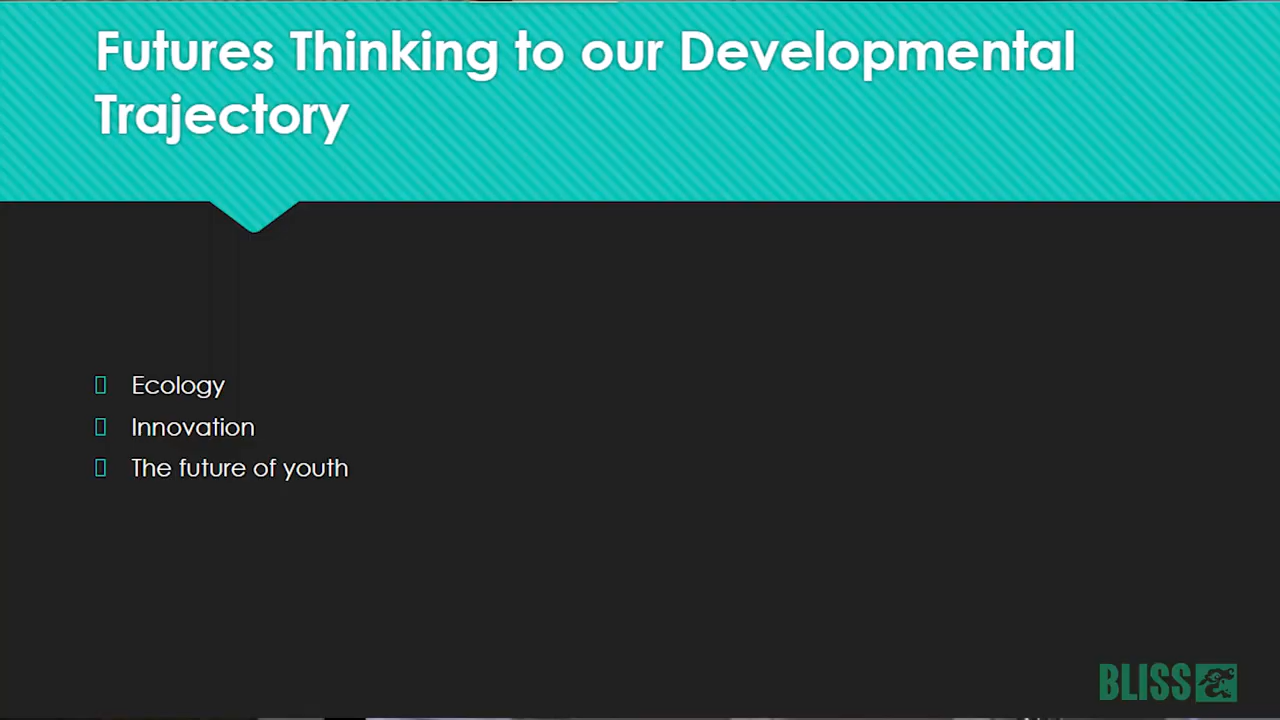 Futures Thinking to our Developmental
Trajectory
Ecology
Innovation
The future of youth
BLISS